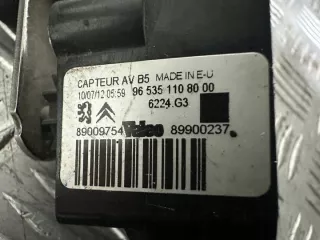 CAPTEUR AV B5 MADE IN E-U
10/07/12 05:59 96 535 110 80 00
6224.G3
89009754 Valeo 89900237